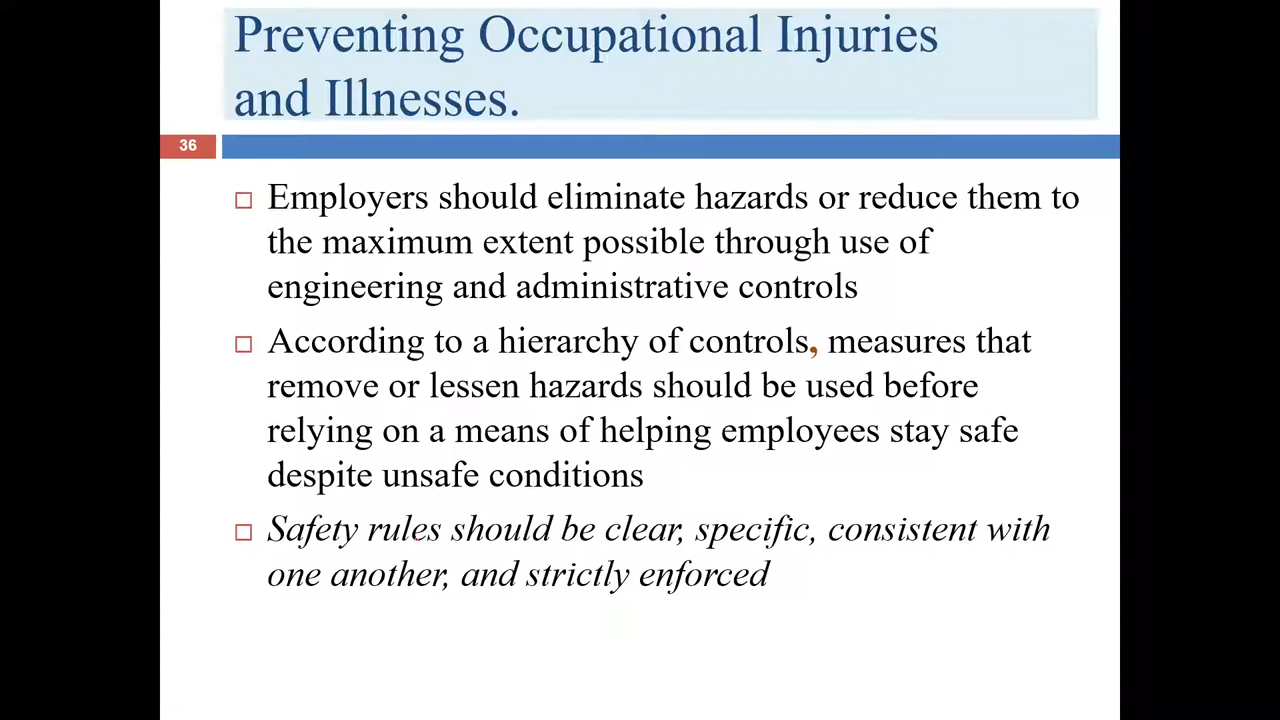 Preventing Occupational Injuries
and Illnesses.
36
Employers should eliminate hazards or reduce them to
the maximum extent possible through use of
engineering and administrative controls
According to a hierarchy of controls, measures that
remove or lessen hazards should be used before
relying on a means of helping employees stay safe
despite unsafe conditions
Safety rules should be clear, specific, consistent with
one another, and strictly enforced